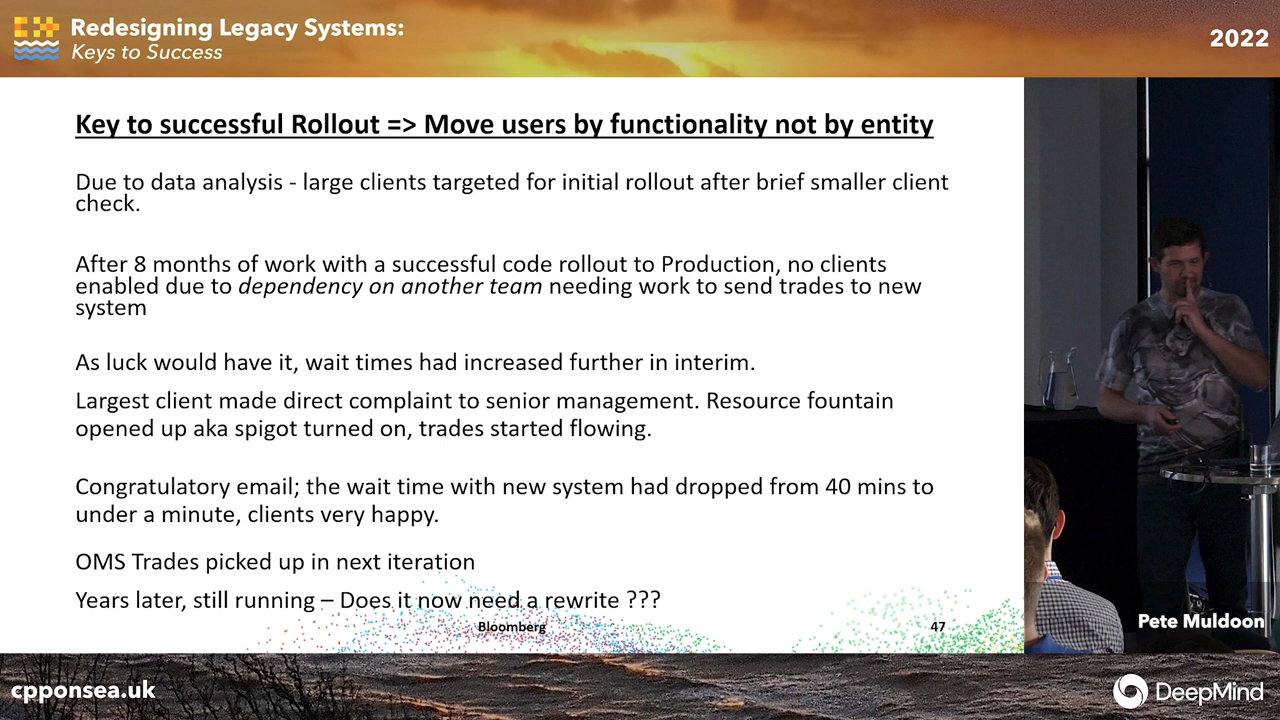 Redesigning Legacy Systems:
Keys to Success
2022
Key to successful Rollout => Move users by functionality not by entity
Due to data analysis - large clients targeted for initial rollout after brief smaller client
check.
After 8 months of work with a successful code rollout to Production, no clients
enabled due to dependency on another team needing work to send trades to new
system
As luck would have it, wait times had increased further in interim.
Largest client made direct complaint to senior management. Resource fountain
opened up aka spigot turned on, trades started flowing.
Congratulatory email; the wait time with new system had dropped from 40 mins to
under a minute, clients very happy.
OMS Trades picked up in next iteration
Years later, still running – Does it now need a rewrite ???
Bloomberg
47
Pete Muldoon
cpponsea.uk
DeepMind